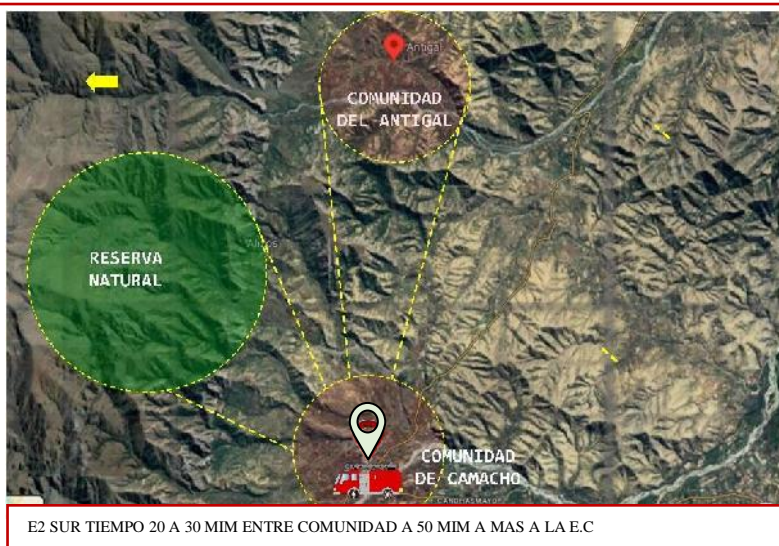 Antigal
COMUNIDAD
DEL ANTIGAL
RESERVA
NATURAL
COMUNIDAD
DE CAMACHO
E2 SUR TIEMPO 20 A 30 MIM ENTRE COMUNIDAD A 50 MIM A MAS A LA E.C